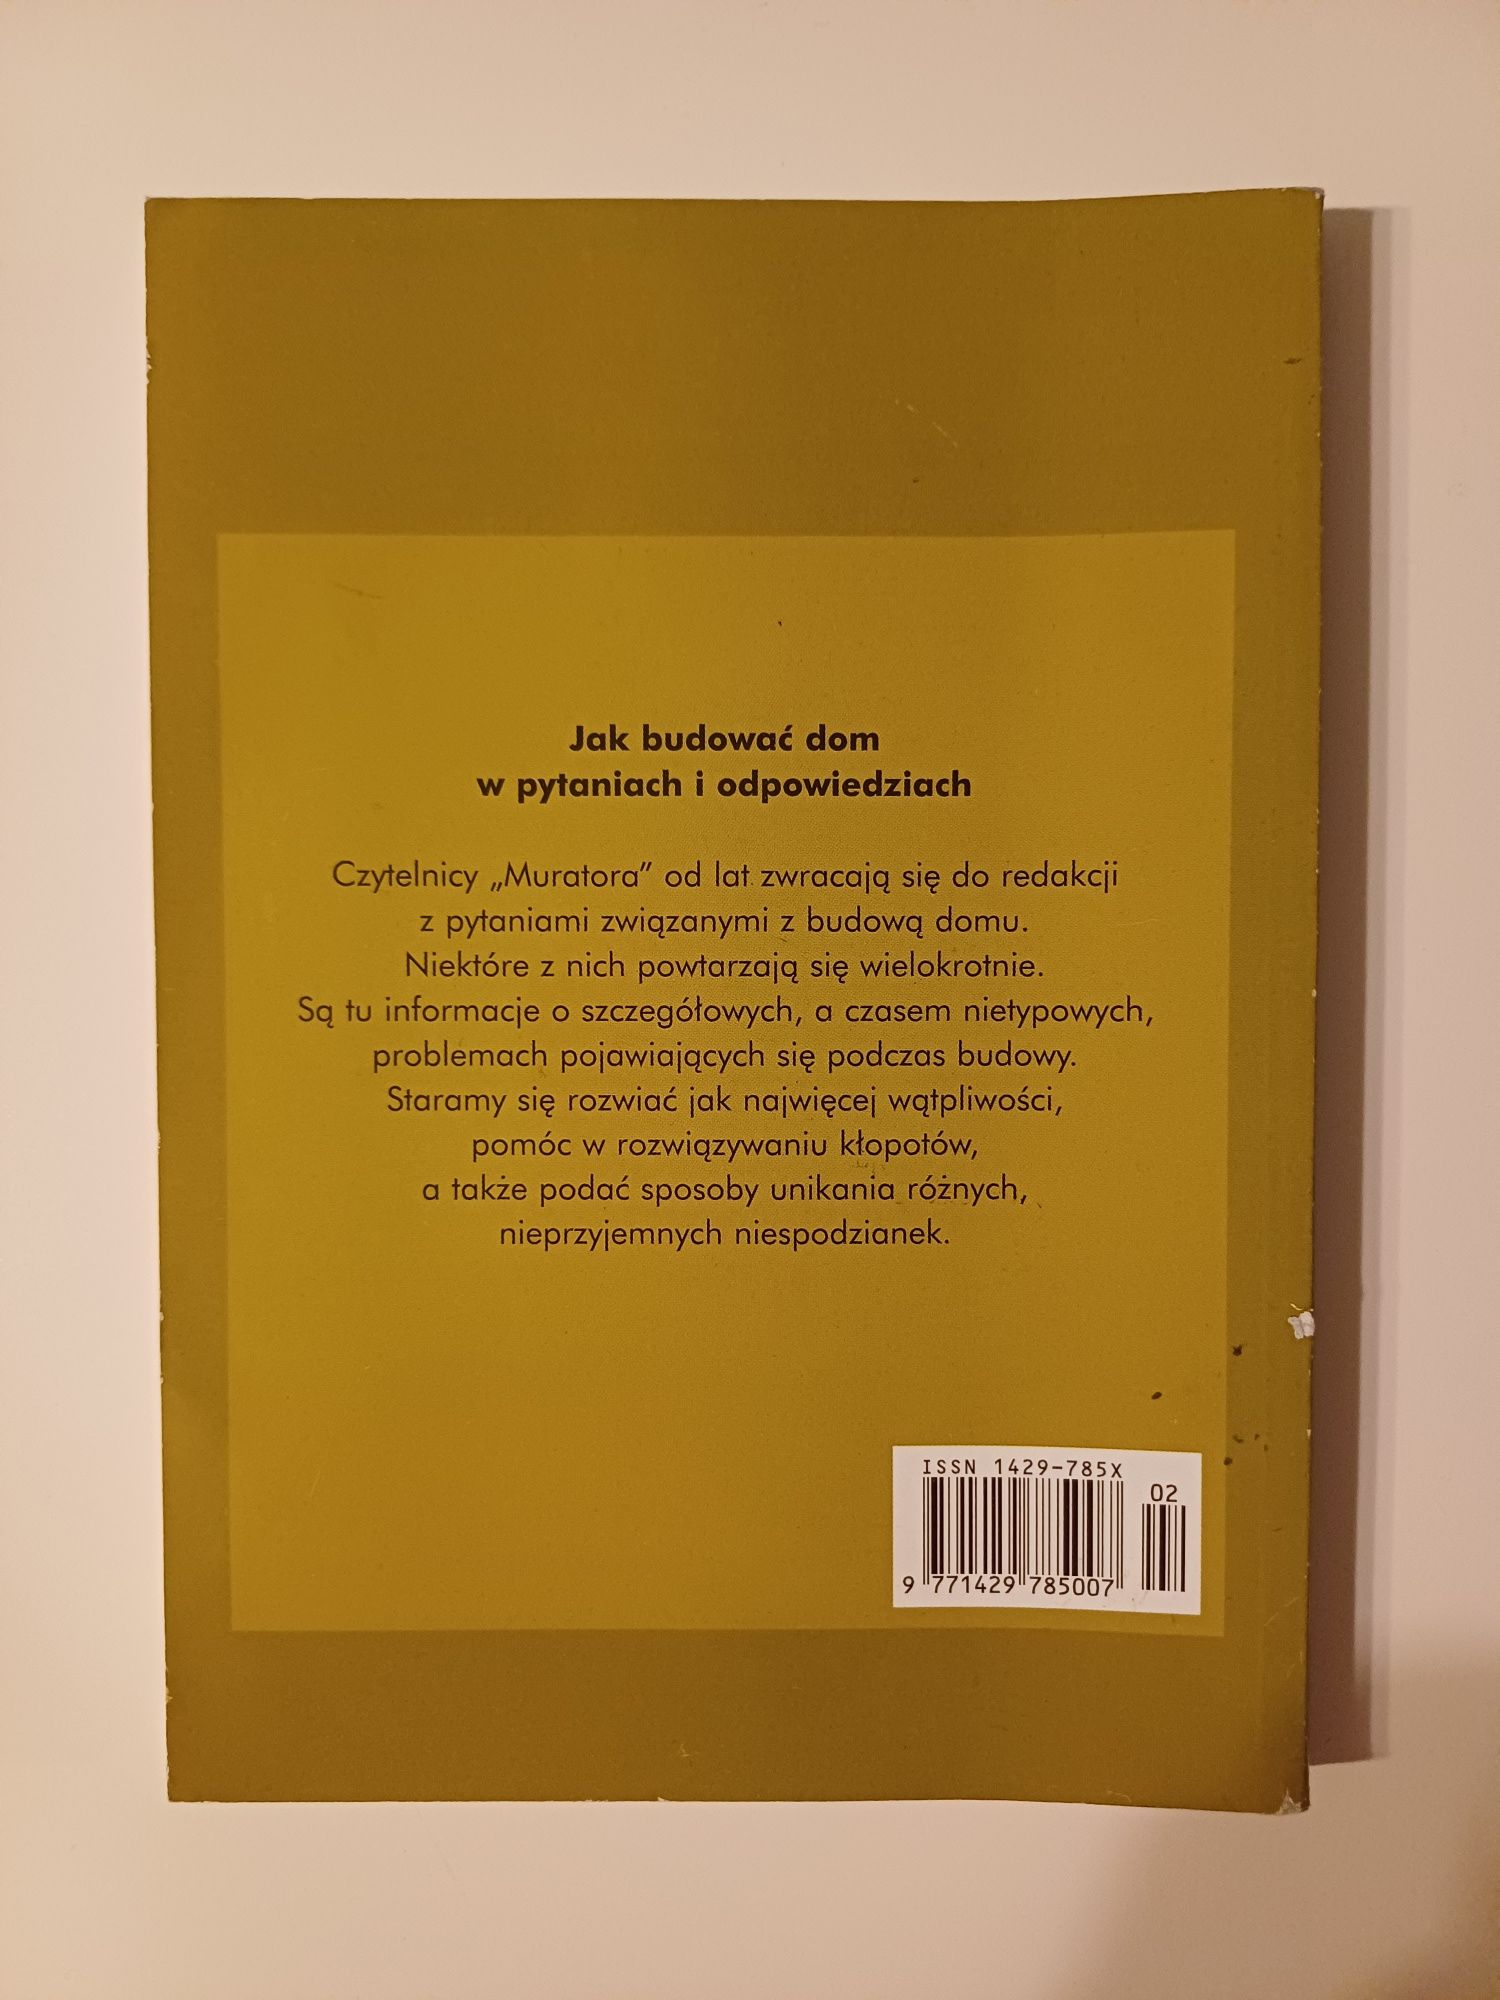 Jak budować dom
w pytaniach i odpowiedziach
Czytelnicy „Muratora” od lat zwracają się do redakcji
z pytaniami związanymi z budową domu.
Niektóre z nich powtarzają się wielokrotnie.
Są tu informacje o szczegółowych, a czasem nietypowych,
problemach pojawiających się podczas budowy.
Staramy się rozwiać jak najwięcej wątpliwości,
pomóc w rozwiązywaniu kłopotów,
a także podać sposoby unikania różnych,
nieprzyjemnych niespodzianek.
ISSN 1429-785X
02
9 771429 785007